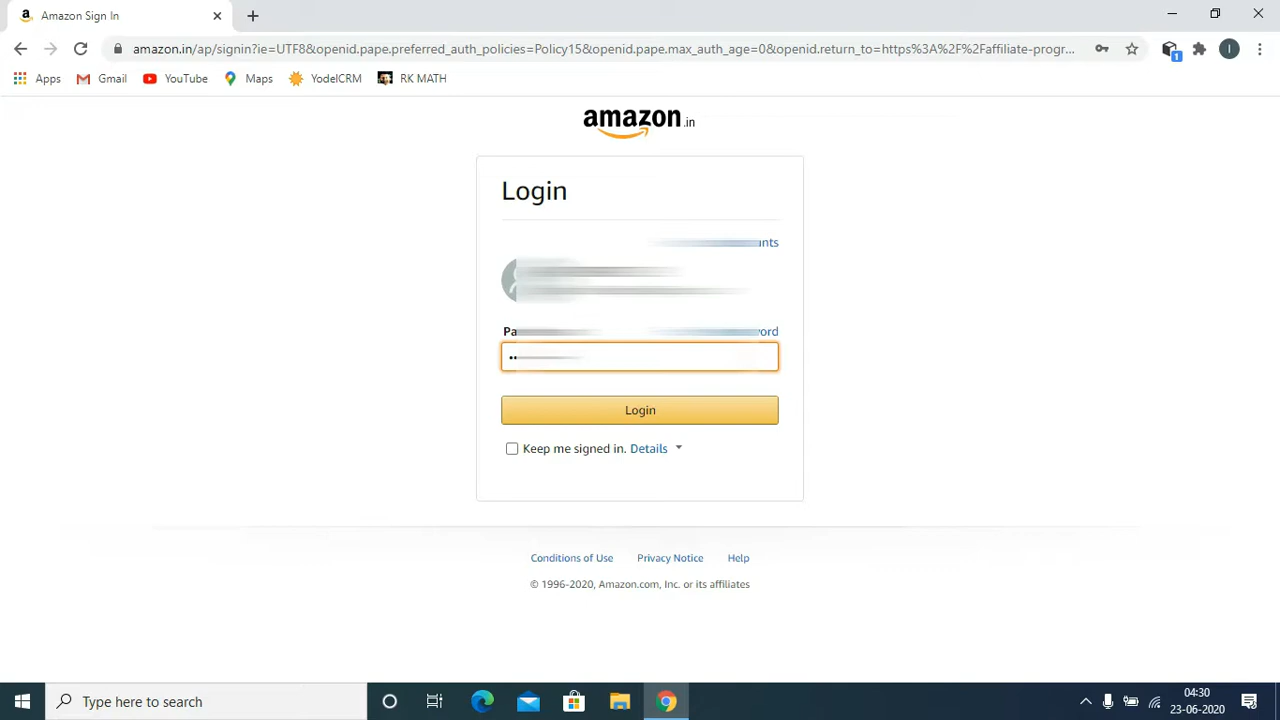 Amazon Sign In
amazon.in/ap/signin?ie=UTF8&openid.pape.preferred_auth_policies=Policy15&openid.pape.max_auth_age=0&openid.return_to=https%3A%2F%2Faffiliate-progr...
1
I
Apps
Gmail
YouTube
Maps
YodelCRM
RK MATH
amazon.in
Login
Login
Keep me signed in. Details
Conditions of Use
Privacy Notice
Help
© 1996-2020, Amazon.com, Inc. or its affiliates
Type here to search
04:30
23-06-2020